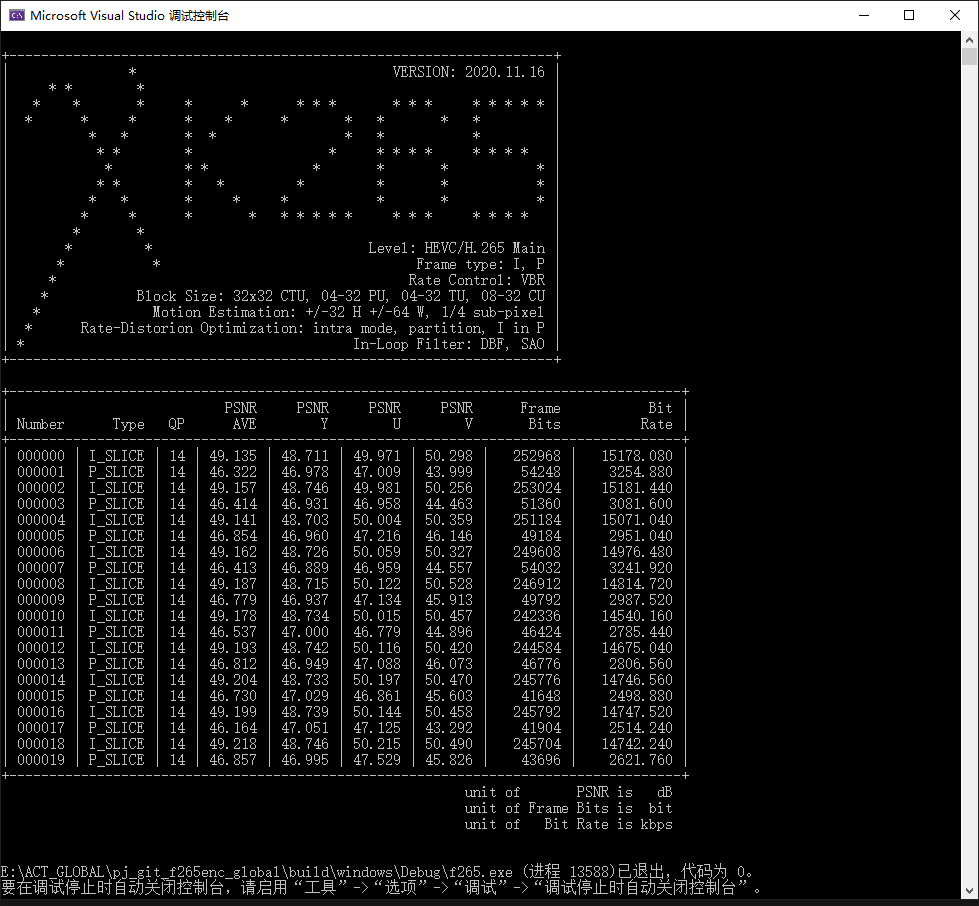 Microsoft Visual Studio 调试控制台
VERSION: 2020.11.16
XK265
Level: HEVC/H.265 Main
Frame type: I, P
Rate Control: VBR
Block Size: 32x32 CTU, 04-32 PU, 04-32 TU, 08-32 CU
Motion Estimation: +/-32 H +/-64 W, 1/4 sub-pixel
Rate-Distorion Optimization: intra mode, partition, I in P
In-Loop Filter: DBF, SAO
PSNR PSNR PSNR PSNR Frame Bit
Number Type QP AVE Y U V Bits Rate
000000 I_SLICE 14 49.135 48.711 49.971 50.298 252968 15178.080
000001 P_SLICE 14 46.322 46.978 47.009 43.999 54248 3254.880
000002 I_SLICE 14 49.157 48.746 49.981 50.256 253024 15181.440
000003 P_SLICE 14 46.414 46.931 46.958 44.463 51360 3081.600
000004 I_SLICE 14 49.141 48.703 50.004 50.359 251184 15071.040
000005 P_SLICE 14 46.854 46.960 47.216 46.146 49184 2951.040
000006 I_SLICE 14 49.162 48.726 50.059 50.327 249608 14976.480
000007 P_SLICE 14 46.413 46.889 46.959 44.557 54032 3241.920
000008 I_SLICE 14 49.187 48.715 50.122 50.528 246912 14814.720
000009 P_SLICE 14 46.779 46.937 47.134 45.913 49792 2987.520
000010 I_SLICE 14 49.178 48.734 50.015 50.457 242336 14540.160
000011 P_SLICE 14 46.537 47.000 46.779 44.896 46424 2785.440
000012 I_SLICE 14 49.193 48.742 50.116 50.420 244584 14675.040
000013 P_SLICE 14 46.812 46.949 47.088 46.073 46776 2806.560
000014 I_SLICE 14 49.204 48.733 50.197 50.470 245776 14746.560
000015 P_SLICE 14 46.730 47.029 46.861 45.603 41648 2498.880
000016 I_SLICE 14 49.199 48.739 50.144 50.458 245792 14747.520
000017 P_SLICE 14 46.164 47.051 47.125 43.292 41904 2514.240
000018 I_SLICE 14 49.218 48.746 50.215 50.490 245704 14742.240
000019 P_SLICE 14 46.857 46.995 47.529 45.826 43696 2621.760
unit of PSNR is dB
unit of Frame Bits is bit
unit of Bit Rate is kbps
E:\ACT_GLOBAL\pj_git_f265enc_global\build\windows\Debug\f265.exe (进程 13588)已退出，代码为 0。
要在调试停止时自动关闭控制台，请启用“工具”->“选项”->“调试”->“调试停止时自动关闭控制台”。